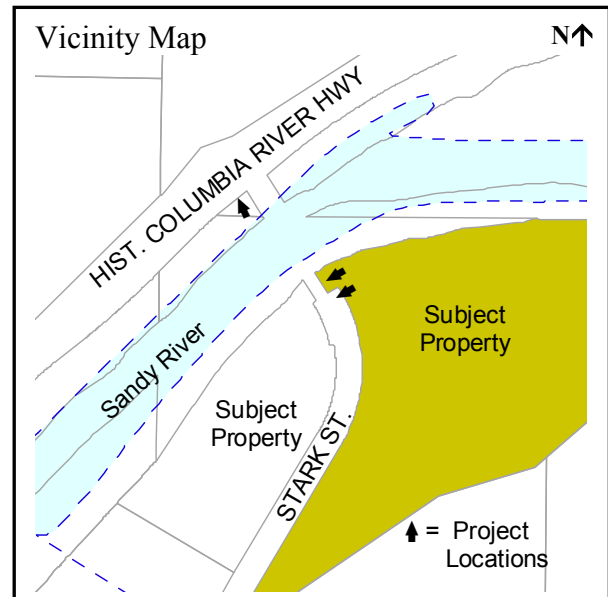 Vicinity Map
N
HIST. COLUMBIA RIVER HWY
Sandy River
Subject
Property
Subject
Property
STARK ST.
= Project
Locations